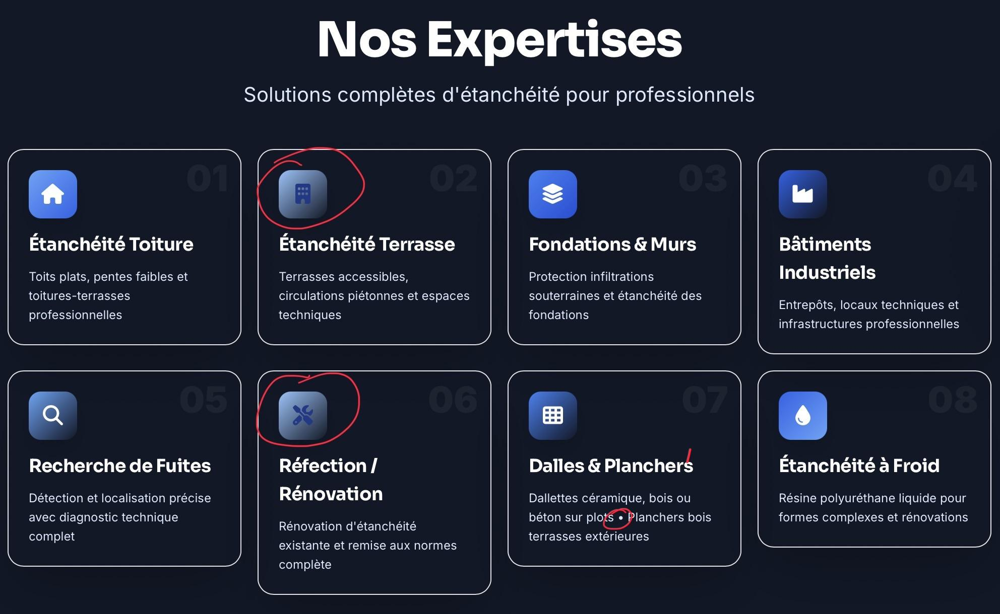 Nos Expertises
Solutions complètes d'étanchéité pour professionnels
01
Étanchéité Toiture
Toits plats, pentes faibles et
toitures-terrasses
professionnelles
02
Étanchéité Terrasse
Terrasses accessibles,
circulations piétonnes et espaces
techniques
03
Fondations & Murs
Protection infiltrations
souterraines et étanchéité des
fondations
04
Bâtiments
Industriels
Entrepôts, locaux techniques et
infrastructures professionnelles
05
Recherche de Fuites
Détection et localisation précise
avec diagnostic technique
complet
06
Réfection /
Rénovation
Rénovation d'étanchéité
existante et remise aux normes
complète
07
Dalles & Planchers
Dallettes céramique, bois ou
béton sur plots • Planchers bois
terrasses extérieures
08
Étanchéité à Froid
Résine polyuréthane liquide pour
formes complexes et rénovations